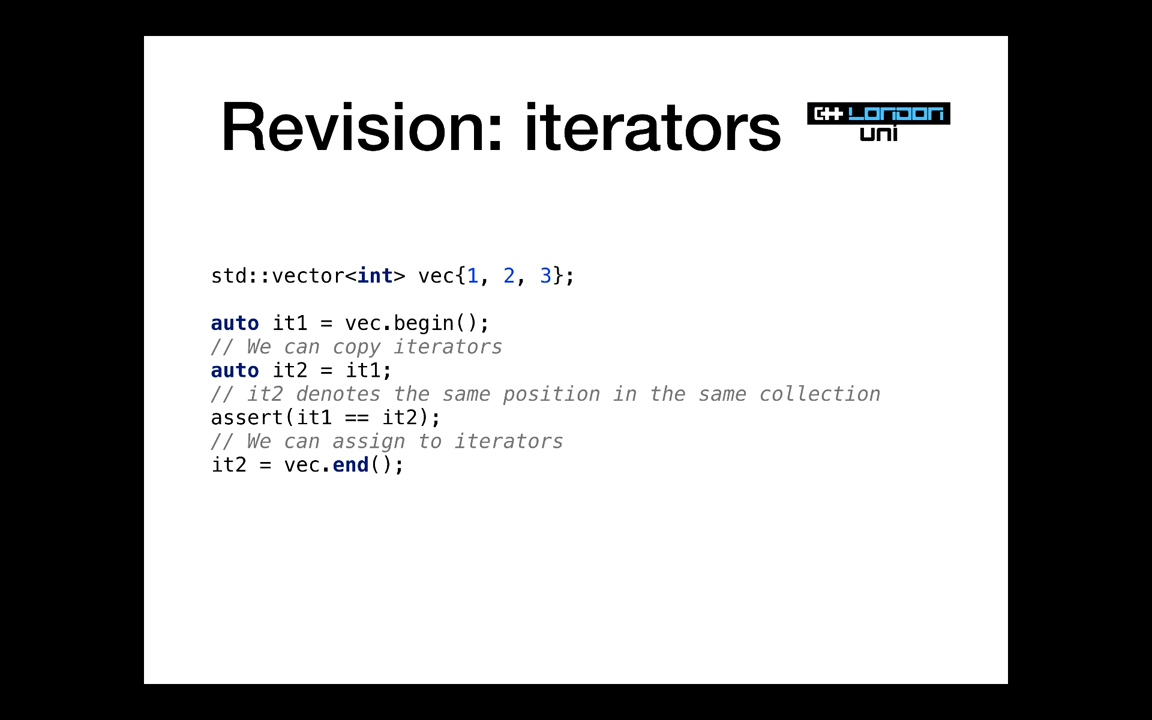 Revision: iterators
C++ LONDON
uni
std::vector<int> vec{1, 2, 3};
auto it1 = vec.begin();
// We can copy iterators
auto it2 = it1;
// it2 denotes the same position in the same collection
assert(it1 == it2);
// We can assign to iterators
it2 = vec.end();